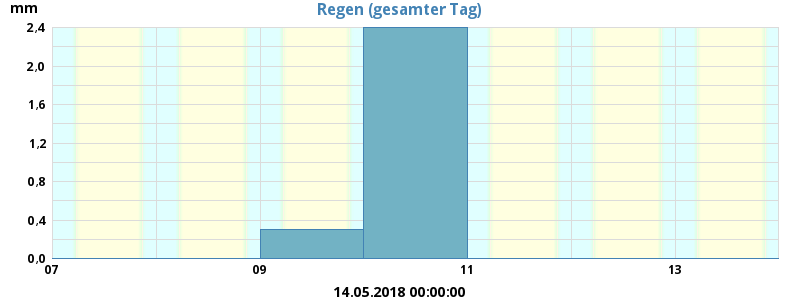 mm
Regen (gesamter Tag)
2,4
2,0
1,6
1,2
0,8
0,4
0,0
07 09 11 13
14.05.2018 00:00:00